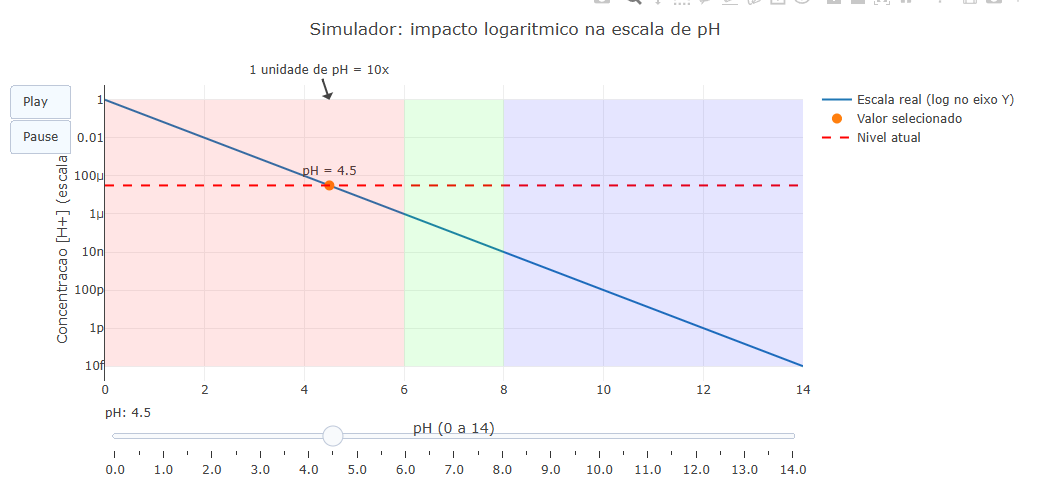 Simulador: impacto logaritmico na escala de pH
1 unidade de pH = 10x
Play
Pause
Escala real (log no eixo Y)
Valor selecionado
Nivel atual
Concentracao [H+] (escala
1
0.01
100μ
1μ
10n
100p
1p
10f
pH = 4.5
0 2 4 6 8 10 12 14
pH: 4.5
pH (0 a 14)
0.0 1.0 2.0 3.0 4.0 5.0 6.0 7.0 8.0 9.0 10.0 11.0 12.0 13.0 14.0